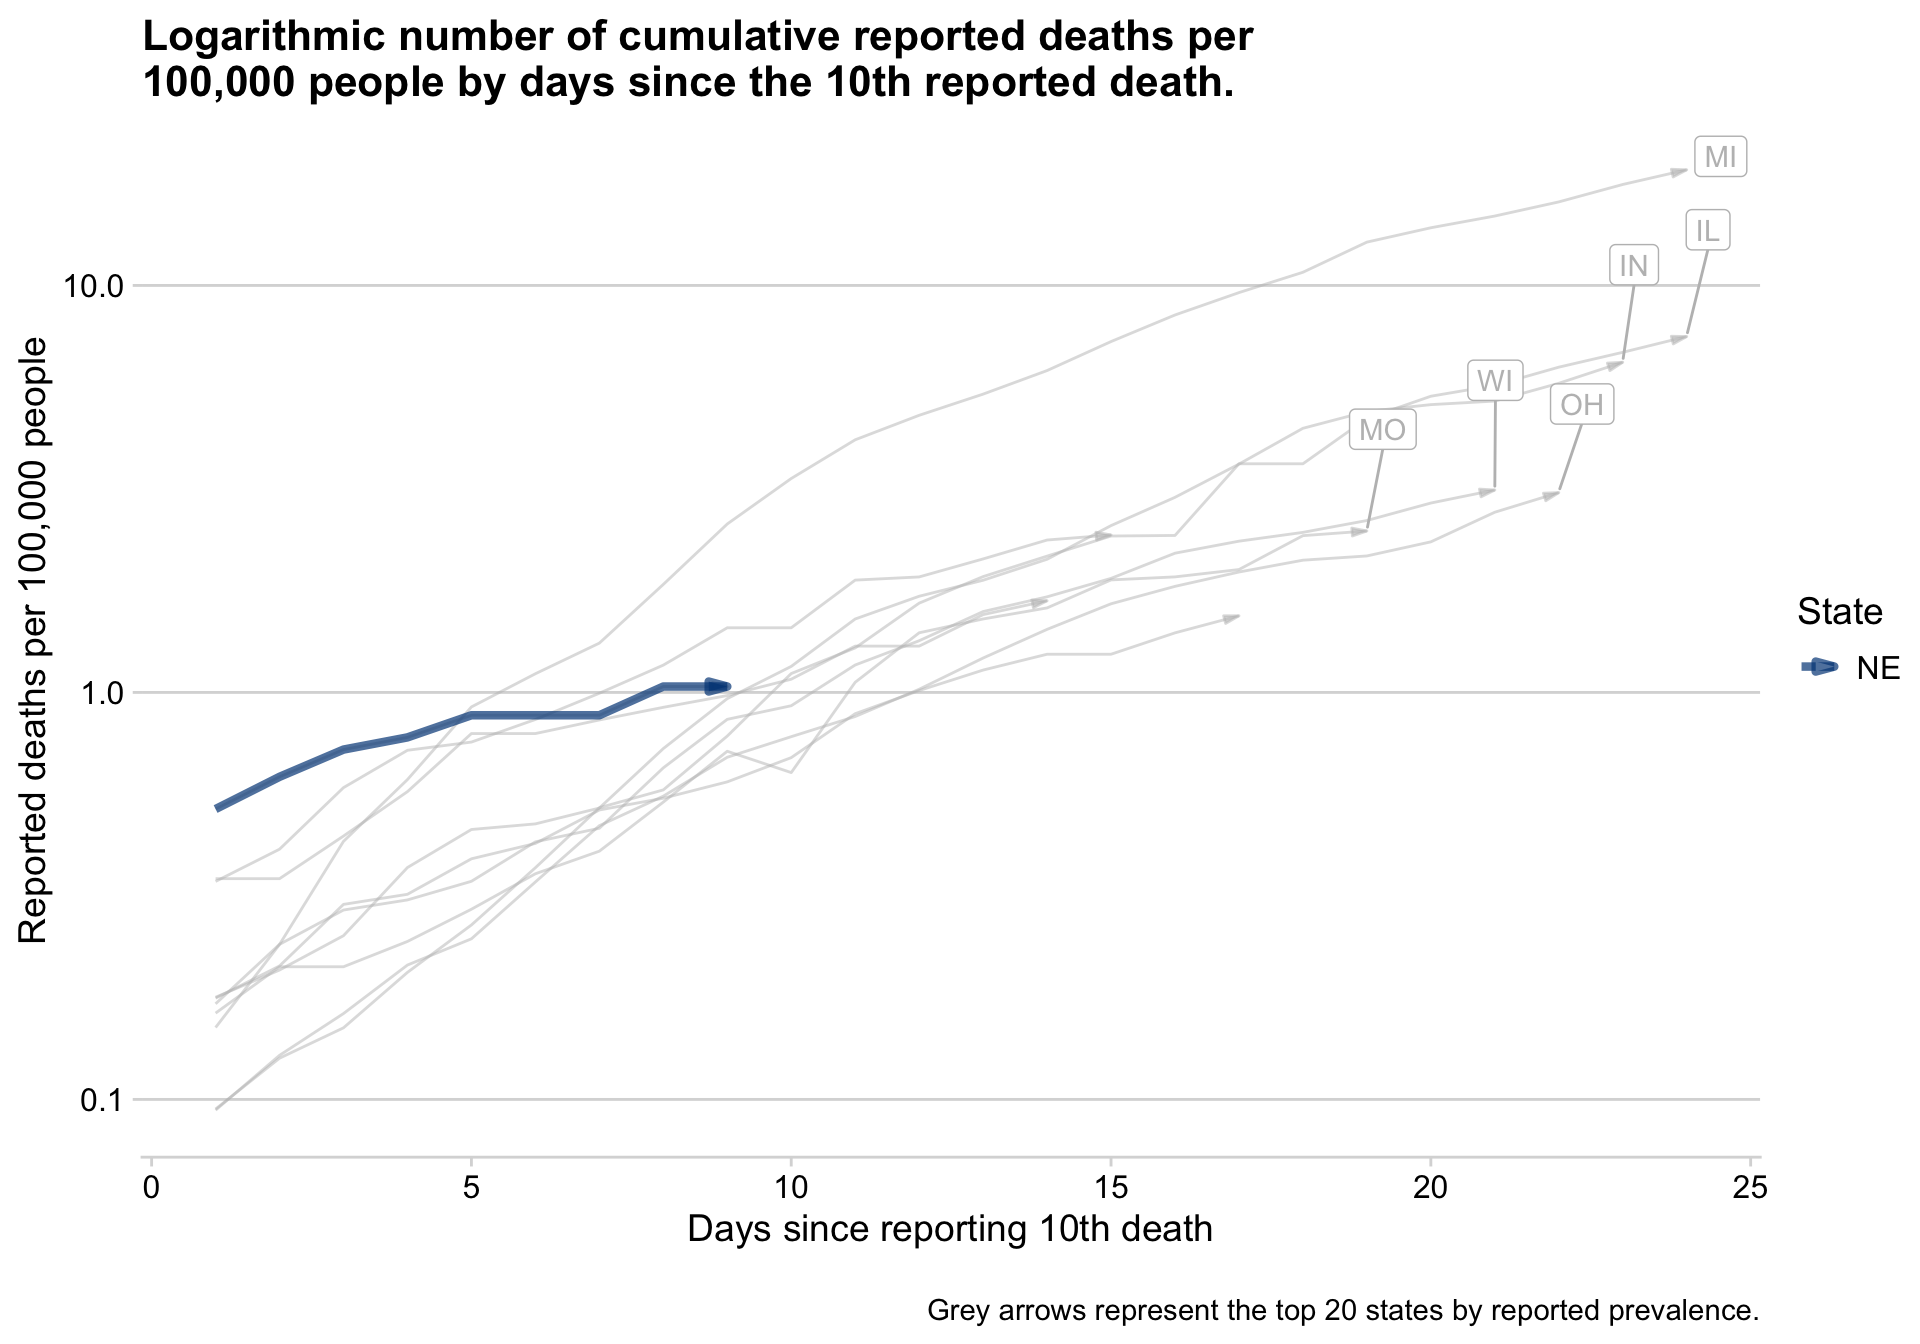 Logarithmic number of cumulative reported deaths per
100,000 people by days since the 10th reported death.
MI
IL
IN
WI
OH
MO
10.0
1.0
0.1
Reported deaths per 100,000 people
State
NE
0
5
10
15
20
25
Days since reporting 10th death
Grey arrows represent the top 20 states by reported prevalence.